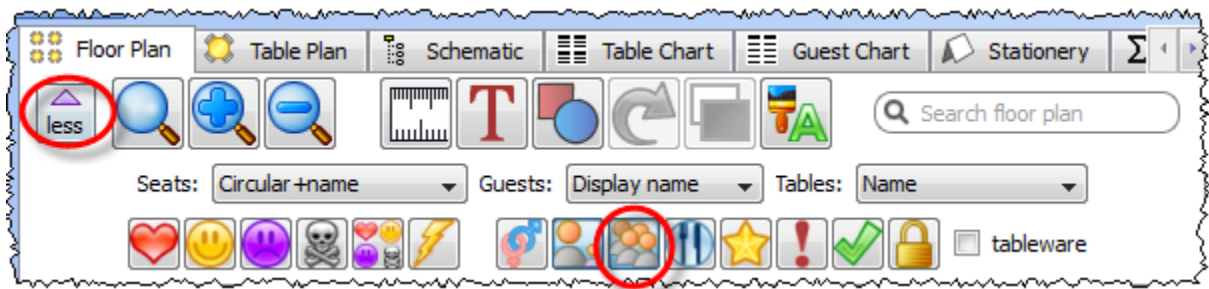 Floor Plan Table Plan Schematic Table Chart Guest Chart Stationery Σ
less T A Search floor plan
Seats: Circular+name Guests: Display name Tables: Name
tableware